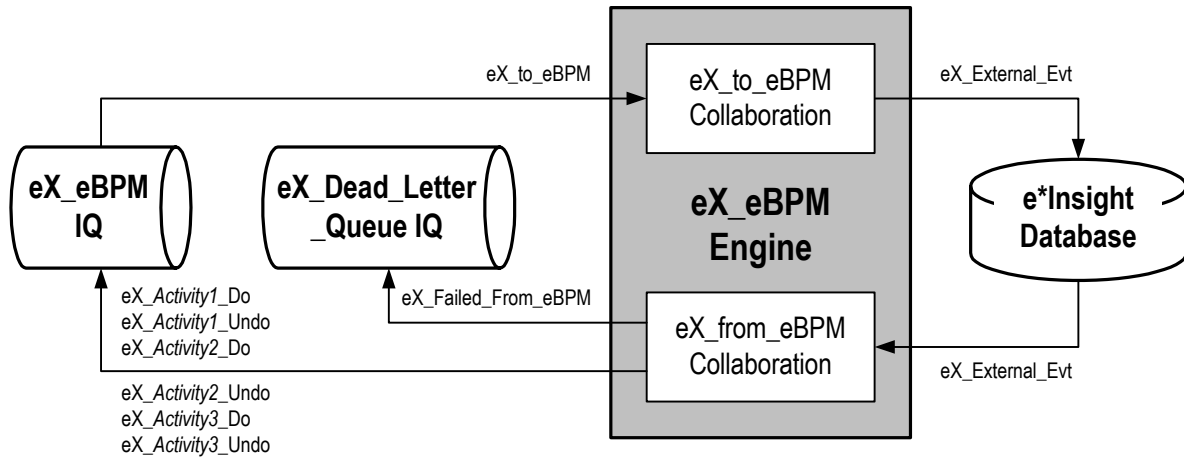 eX_to_eBPM
eX_to_eBPM
Collaboration
eX_External_Evt
eX_eBPM
IQ
eX_Dead_Letter
_Queue IQ
eX_eBPM
Engine
e*Insight
Database
eX_Activity1_Do
eX_Activity1_Undo
eX_Activity2_Do
eX_Failed_From_eBPM
eX_from_eBPM
Collaboration
eX_External_Evt
eX_Activity2_Undo
eX_Activity3_Do
eX_Activity3_Undo